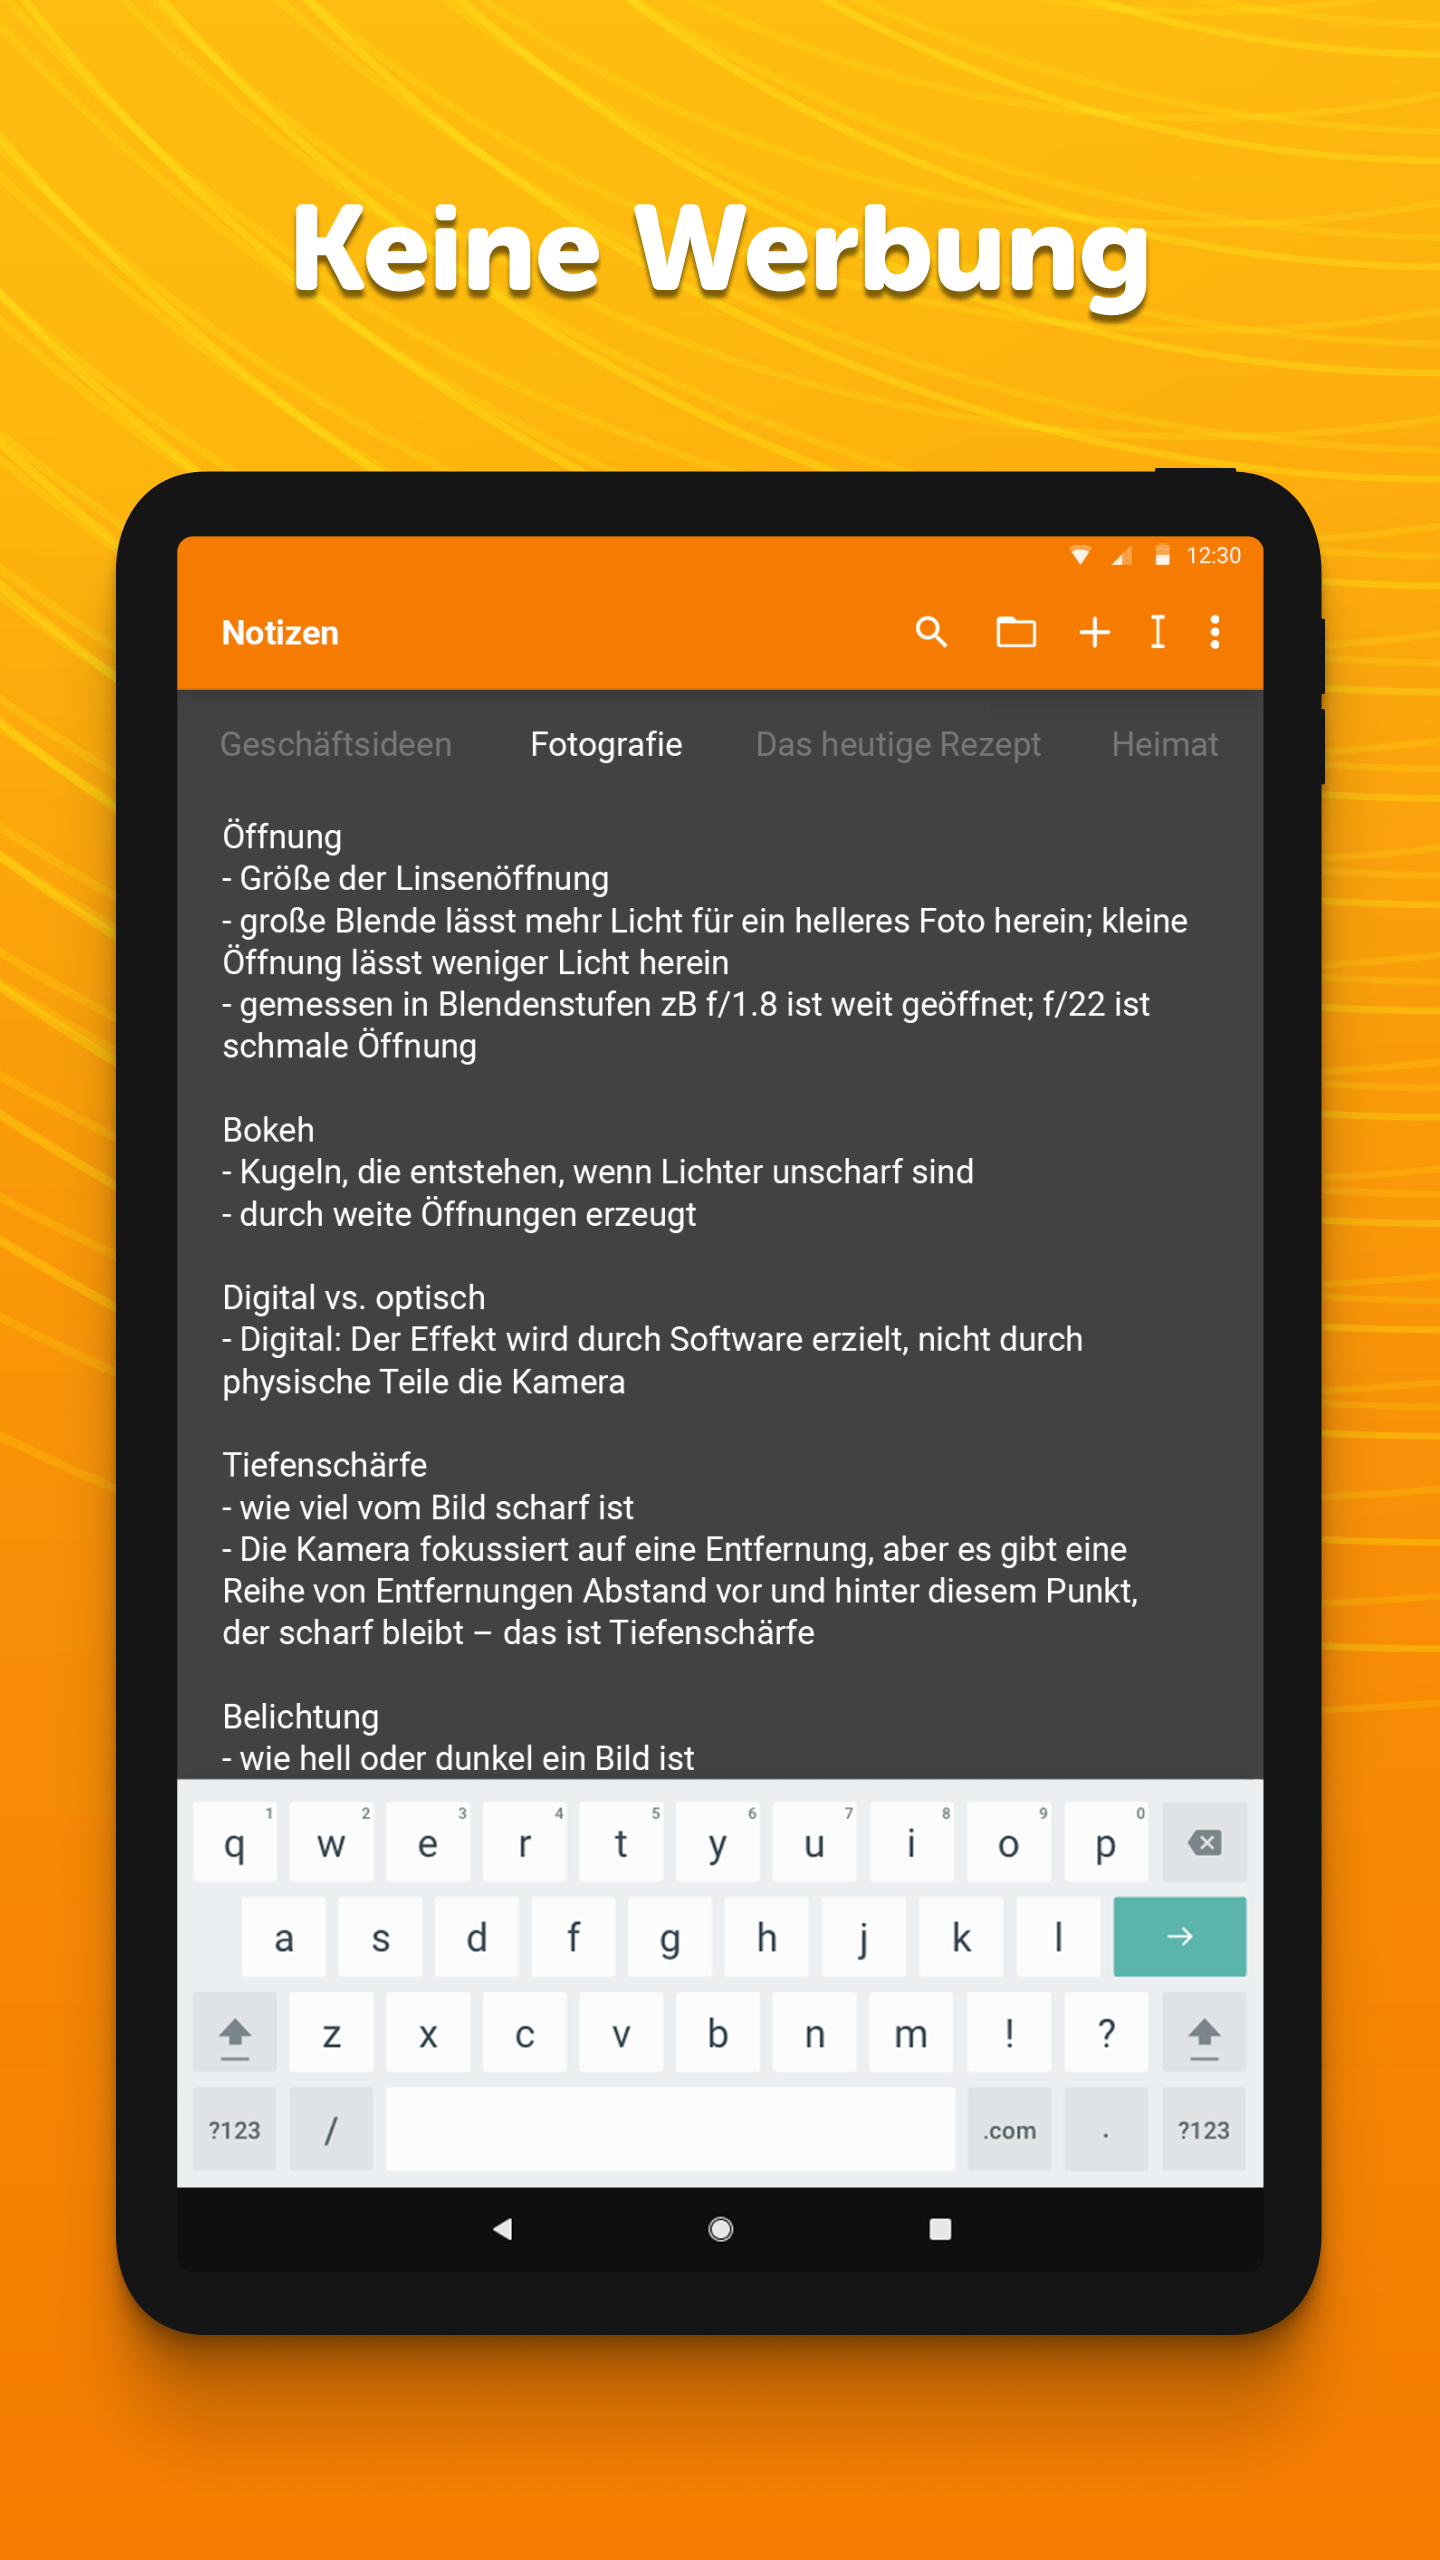 Keine Werbung
12:30
Notizen
Geschäftsideen Fotografie Das heutige Rezept Heimat
Öffnung
- Größe der Linsenöffnung
- große Blende lässt mehr Licht für ein helleres Foto herein; kleine
Öffnung lässt weniger Licht herein
- gemessen in Blendenstufen zB f/1.8 ist weit geöffnet; f/22 ist
schmale Öffnung
Bokeh
- Kugeln, die entstehen, wenn Lichter unscharf sind
- durch weite Öffnungen erzeugt
Digital vs. optisch
- Digital: Der Effekt wird durch Software erzielt, nicht durch
physische Teile die Kamera
Tiefenschärfe
- wie viel vom Bild scharf ist
- Die Kamera fokussiert auf eine Entfernung, aber es gibt eine
Reihe von Entfernungen Abstand vor und hinter diesem Punkt,
der scharf bleibt – das ist Tiefenschärfe
Belichtung
- wie hell oder dunkel ein Bild ist
1 2 3 4 5 6 7 8 9 0
q w e r t y u i o p
a s d f g h j k l
z x c v b n m ! ?
?123 / .com . ?123